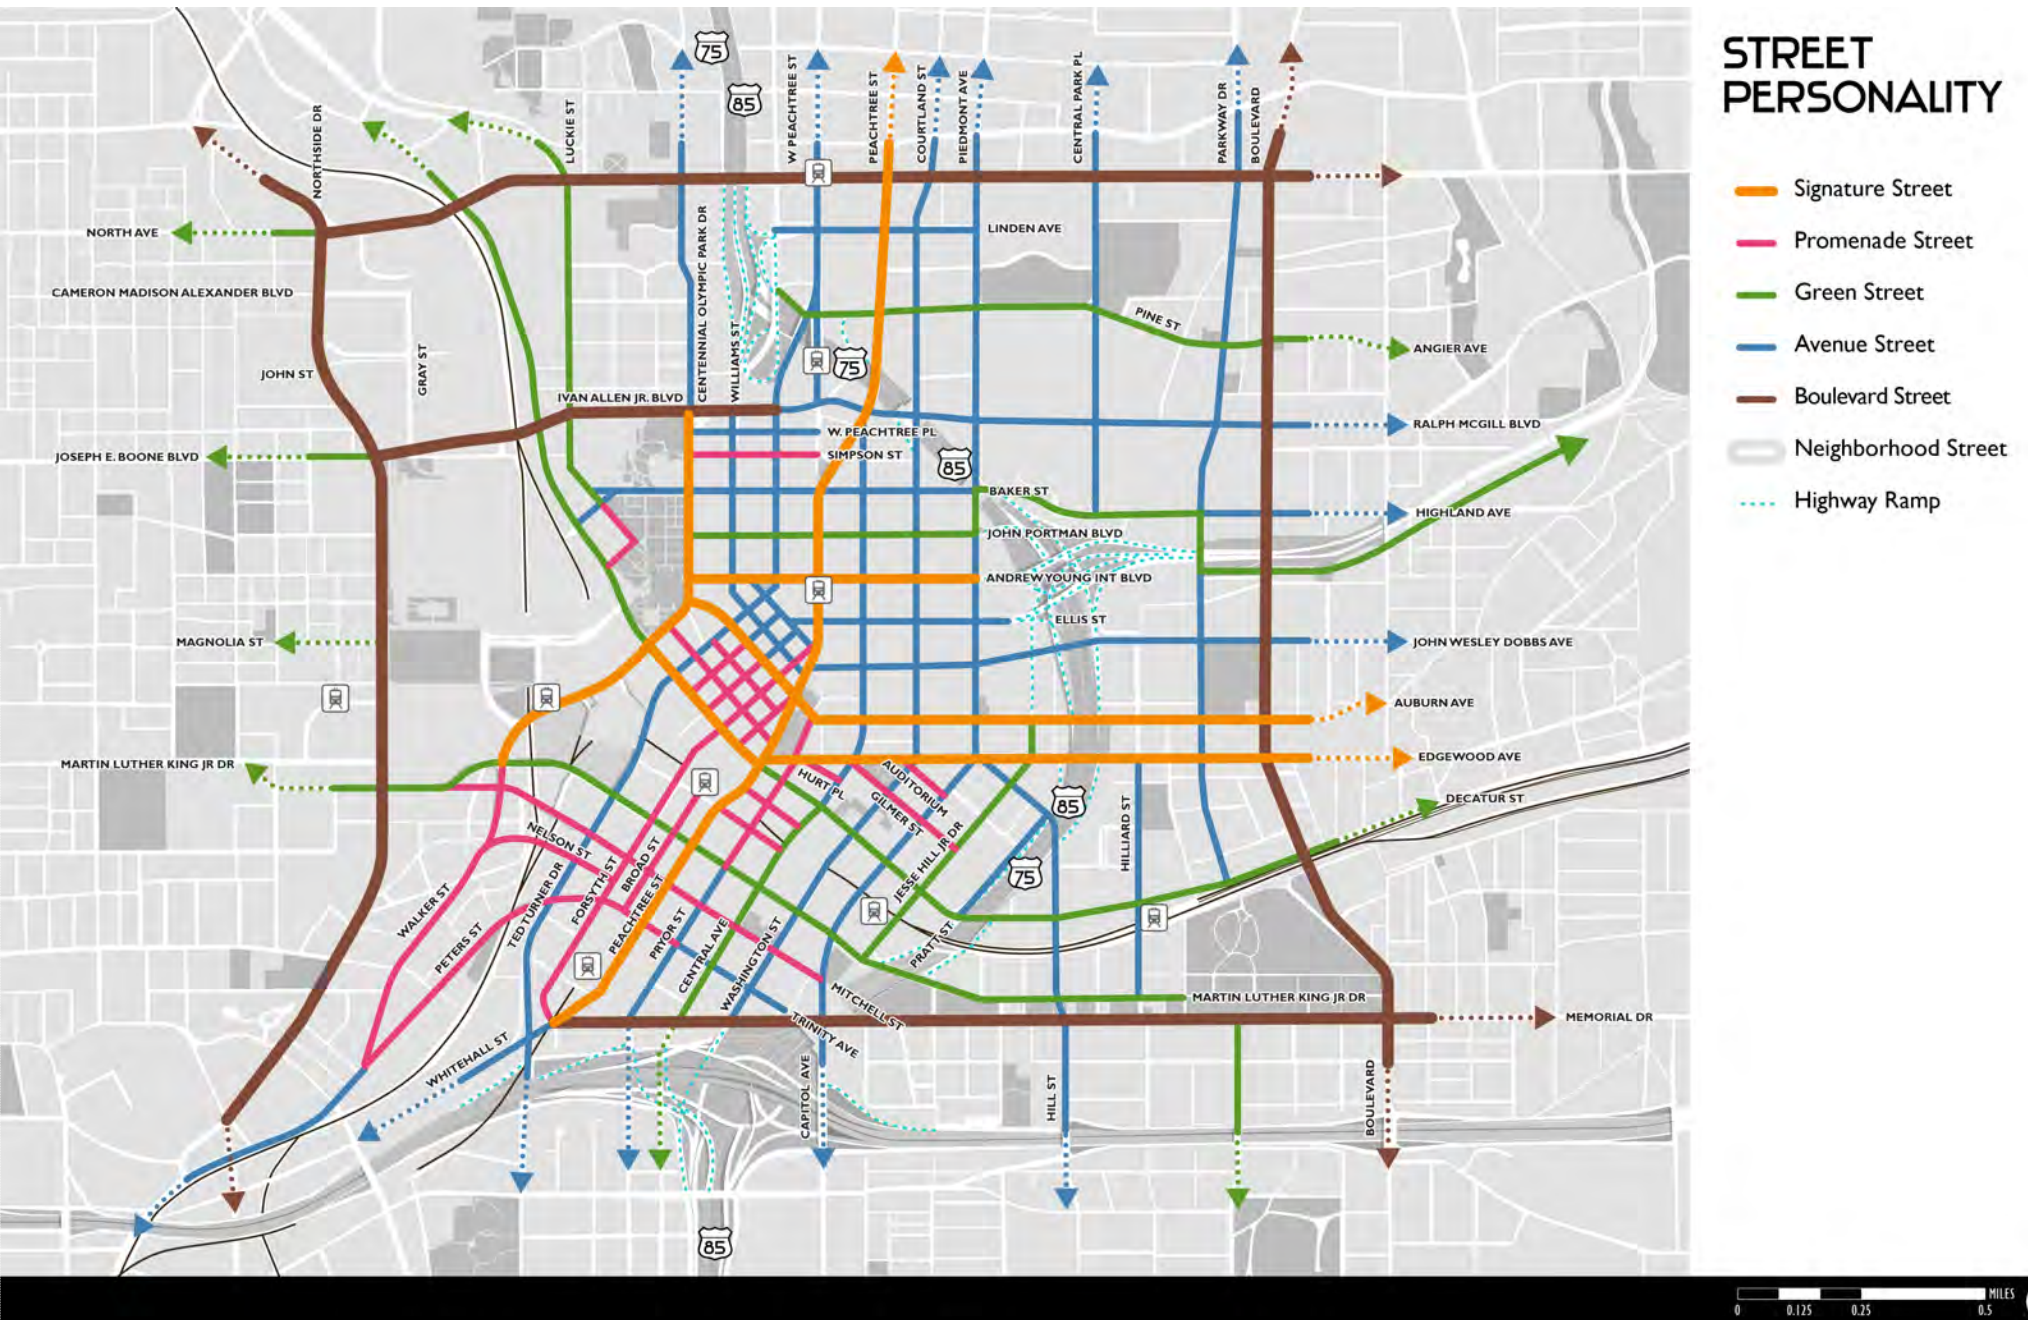 STREET
PERSONALITY
Signature Street
Promenade Street
Green Street
Avenue Street
Boulevard Street
Neighborhood Street
Highway Ramp
75
85
NORTHSIDE DR
LUCKIE ST
W PEACHTREE ST
PEACHTREE ST
COURTLAND ST
PIEDMONT AVE
CENTRAL PARK PL
PARKWAY DR
BOULEVARD
NORTH AVE
LINDEN AVE
CENTENNIAL OLYMPIC PARK DR
CAMERON MADISON ALEXANDER BLVD
WILLIAMS ST
PINE ST
ANGIER AVE
75
JOHN ST
GRAY ST
IVAN ALLEN JR. BLVD
RALPH MCGILL BLVD
W. PEACHTREE PL
JOSEPH E. BOONE BLVD
SIMPSON ST
85
BAKER ST
HIGHLAND AVE
JOHN PORTMAN BLVD
ANDREW YOUNG INT BLVD
ELLIS ST
MAGNOLIA ST
JOHN WESLEY DOBBS AVE
AUBURN AVE
EDGEWOOD AVE
MARTIN LUTHER KING JR DR
HURT PL
AUDITORIUM
GILMER ST
85
DECATUR ST
NELSON ST
BROAD ST
JESSE HILL JR DR
HILLIARD ST
75
WALKER ST
TED TURNER DR
FORSYTH ST
PEACHTREE ST
PETERS ST
PRYOR ST
CENTRAL AVE
WASHINGTON ST
PRATT ST
MITCHELL ST
MARTIN LUTHER KING JR DR
MEMORIAL DR
TRINITY AVE
WHITEHALL ST
CAPITOL AVE
HILL ST
BOULEVARD
85
MILES
0 0.125 0.25 0.5